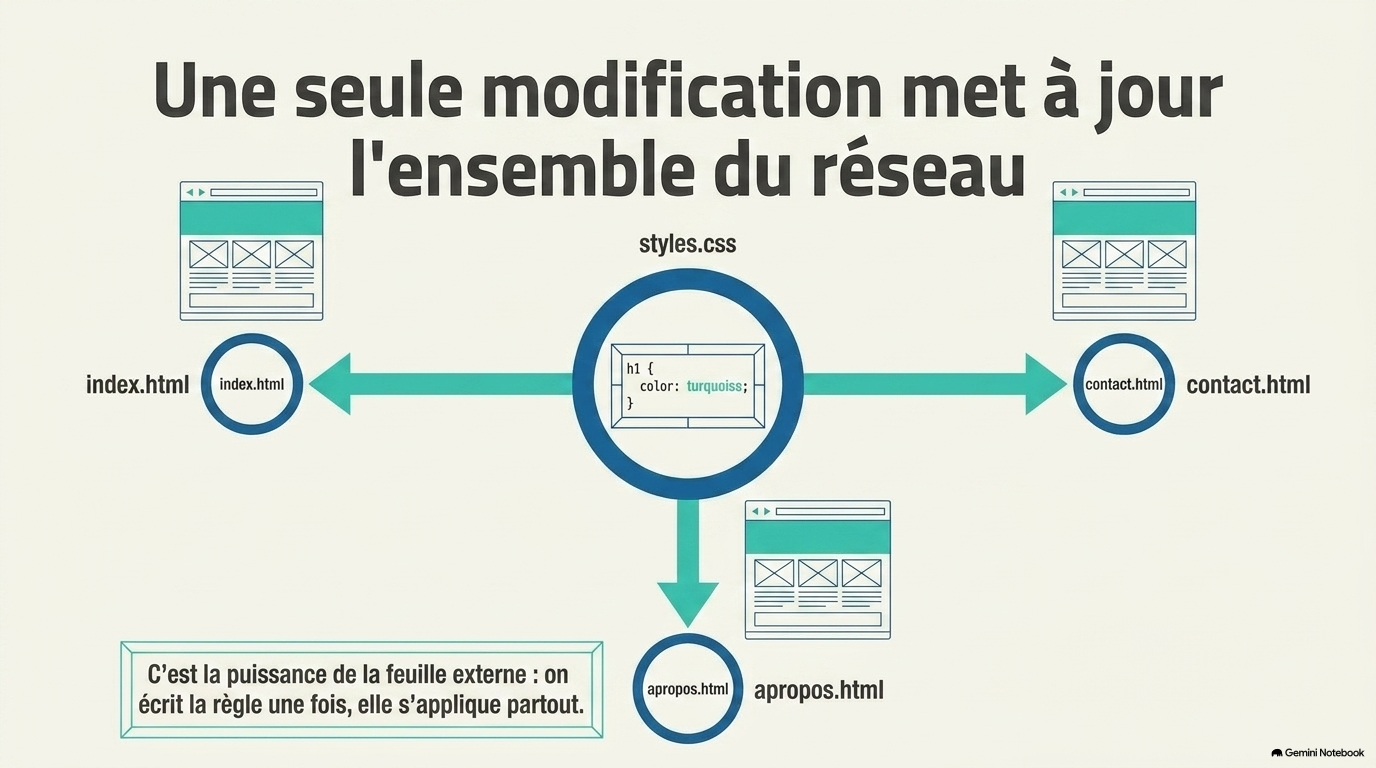 Une seule modification met à jour
l'ensemble du réseau
styles.css
h1 {
color: turquoiss;
}
index.html
index.html
contact.html
contact.html
apropos.html
apropos.html
C’est la puissance de la feuille externe : on
écrit la règle une fois, elle s’applique partout.
Gemini Notebook